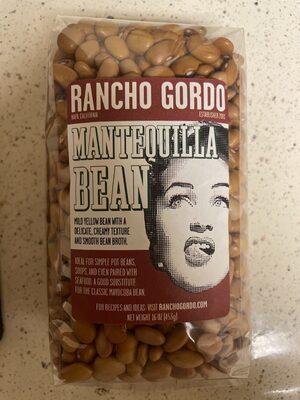 RANCHO GORDO
NAPA, CALIFORNIA ESTABLISHED 2001
MANTEQUILLA
BEAN
MILD YELLOW BEAN WITH A
DELICATE, CREAMY TEXTURE
AND SMOOTH BEAN BROTH.
IDEAL FOR SIMPLE POT BEANS,
SOUPS, AND EVEN PAIRED WITH
SEAFOOD. A GOOD SUBSTITUTE
FOR THE CLASSIC MAYOCOBA BEAN.
FOR RECIPES AND IDEAS: VISIT RANCHOGORDO.COM
NET WEIGHT 16 OZ (453g)